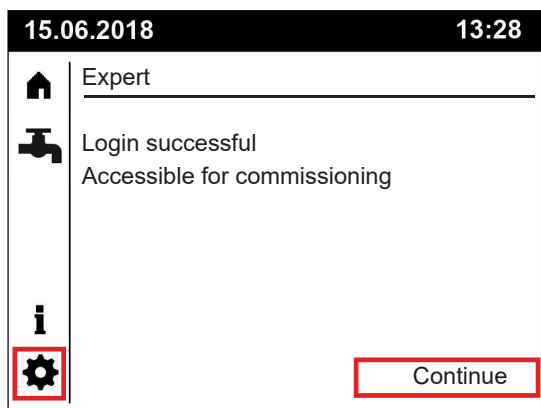 15.06.2018 13:28
Expert
Login successful
Accessible for commissioning
i
Continue